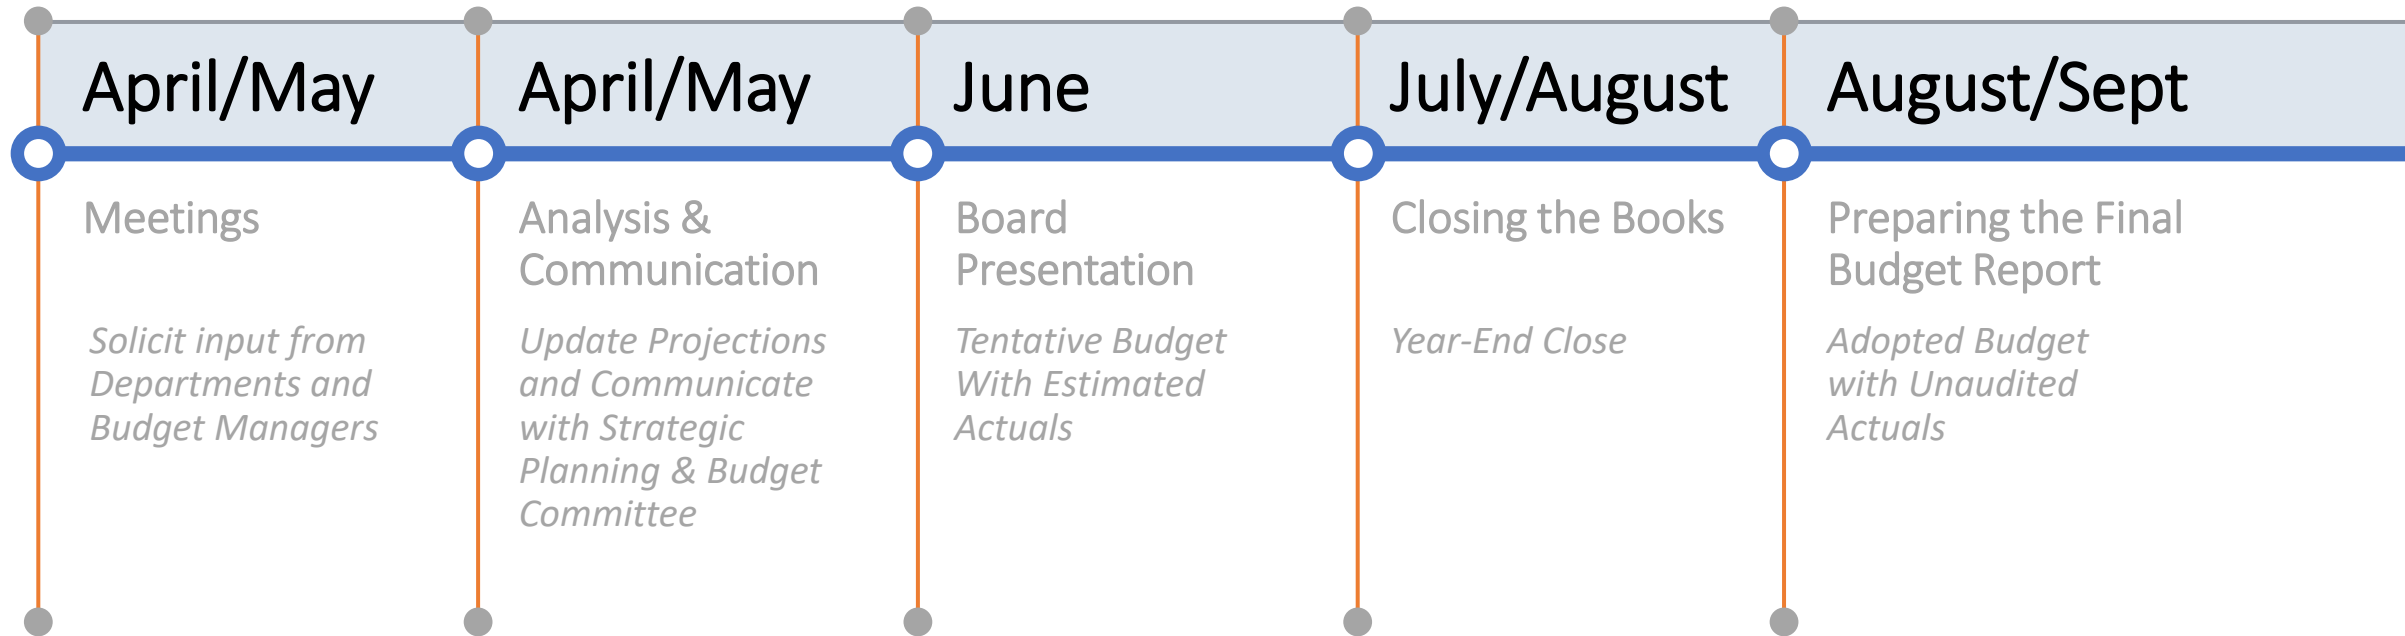 April/May
Meetings
Solicit input from
Departments and
Budget Managers
April/May
Analysis &
Communication
Update Projections
and Communicate
with Strategic
Planning & Budget
Committee
June
Board
Presentation
Tentative Budget
With Estimated
Actuals
July/August
Closing the Books
Year-End Close
August/Sept
Preparing the Final
Budget Report
Adopted Budget
with Unaudited
Actuals